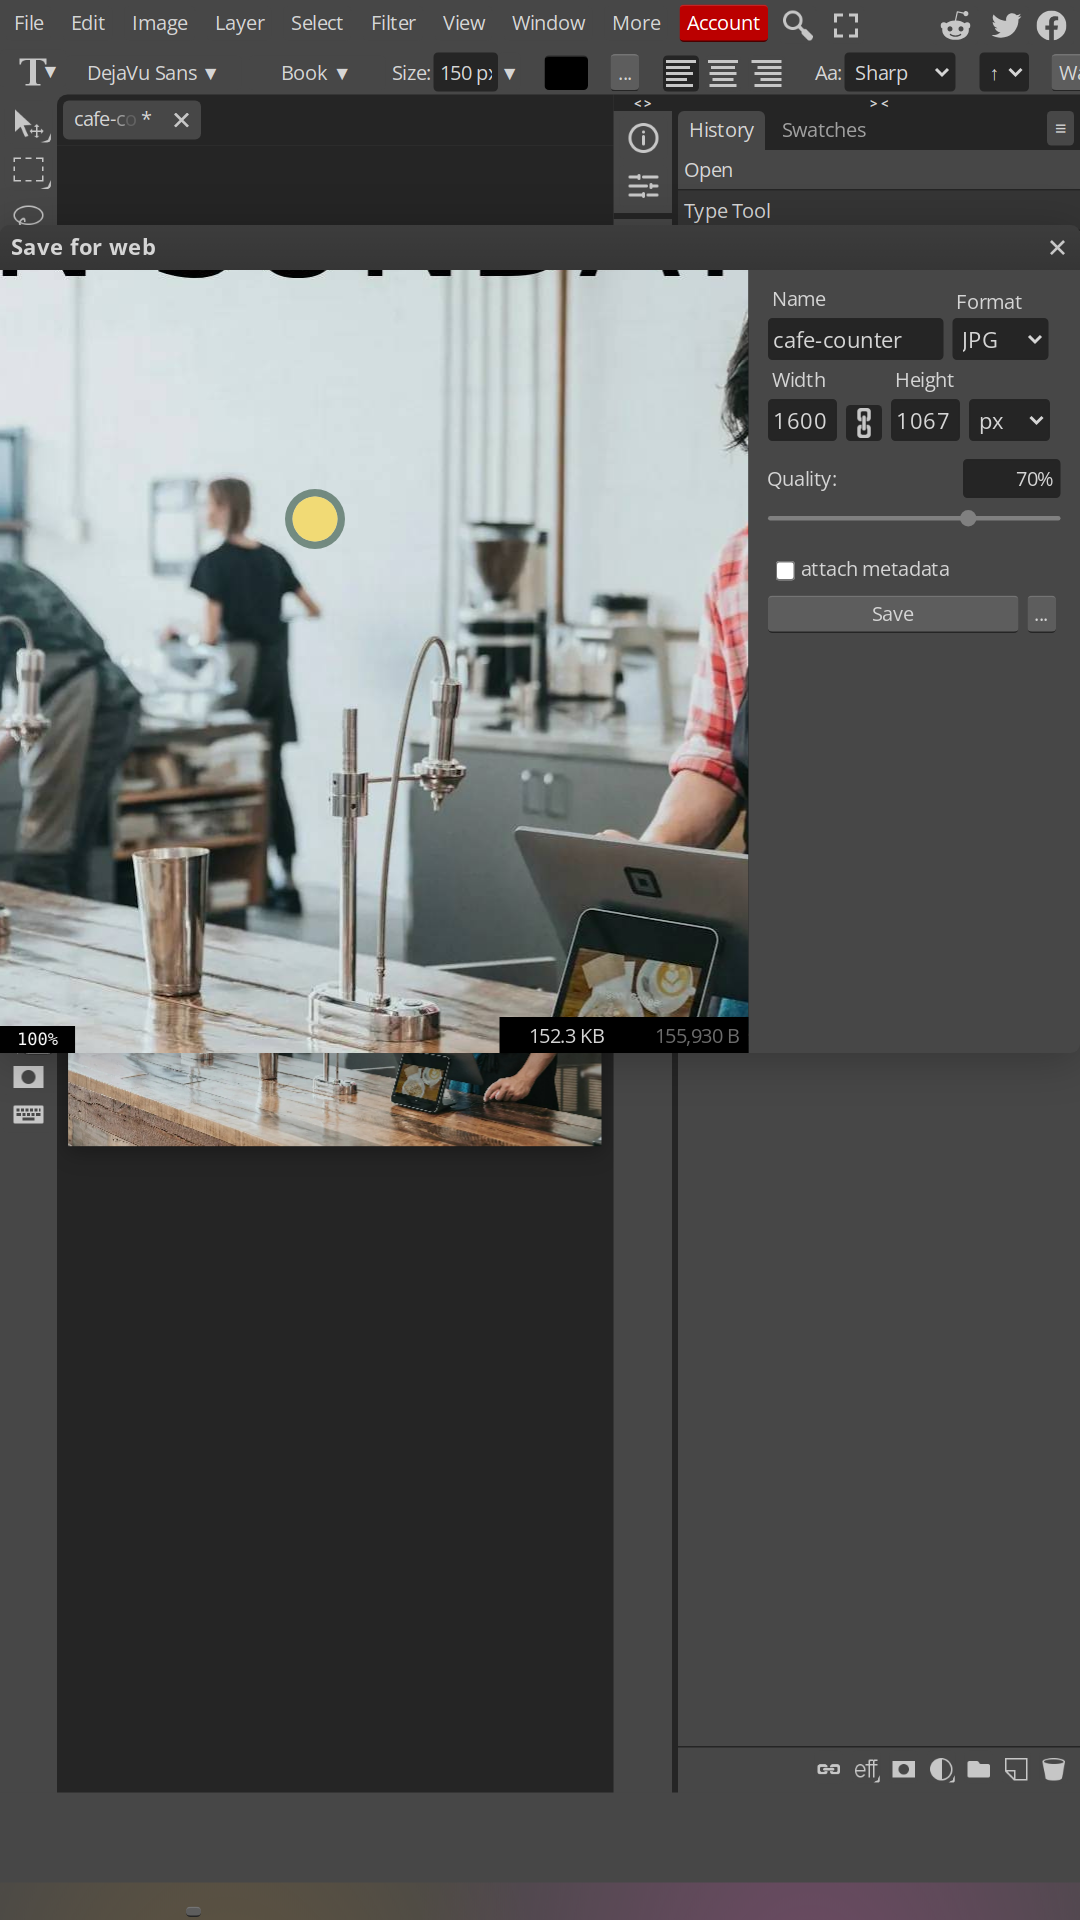 File Edit Image Layer Select Filter View Window More Account
DejaVu Sans ▼ Book ▼ Size: 150 px ▼ ... Aa: Sharp ↑
cafe-co *
< > > <
History Swatches
Open
Type Tool
Save for web
Name Format
cafe-counter JPG
Width Height
1600 1067 px
Quality: 70%
attach metadata
Save ...
100%
152.3 KB 155,930 B
eff